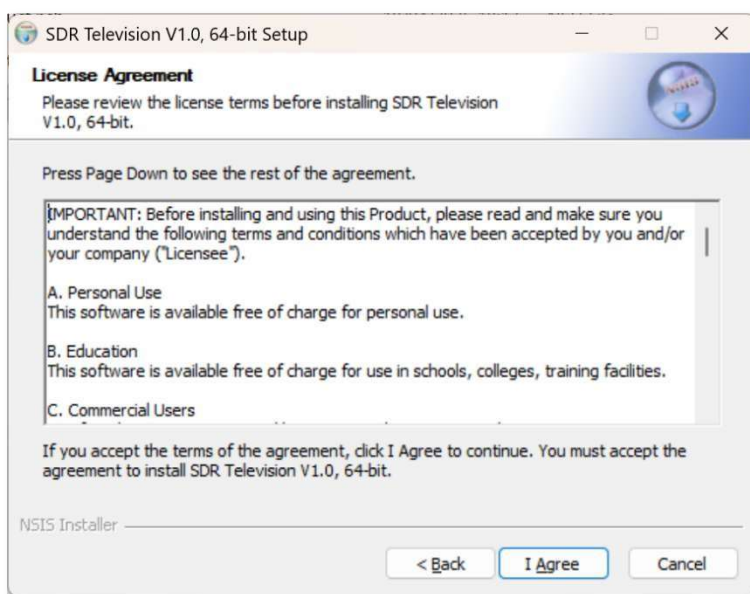 SDR Television V1.0, 64-bit Setup
License Agreement
Please review the license terms before installing SDR Television
V1.0, 64-bit.
NSIS
Press Page Down to see the rest of the agreement.
IMPORTANT: Before installing and using this Product, please read and make sure you
understand the following terms and conditions which have been accepted by you and/or
your company ("Licensee").
A. Personal Use
This software is available free of charge for personal use.
B. Education
This software is available free of charge for use in schools, colleges, training facilities.
C. Commercial Users
If you accept the terms of the agreement, click I Agree to continue. You must accept the
agreement to install SDR Television V1.0, 64-bit.
NSIS Installer
< Back
I Agree
Cancel